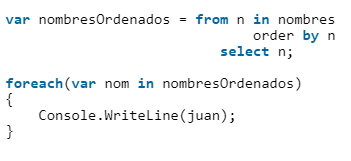 var nombresOrdenados = from n in nombres
order by n
select n;
foreach(var nom in nombresOrdenados)
{
Console.WriteLine(juan);
}